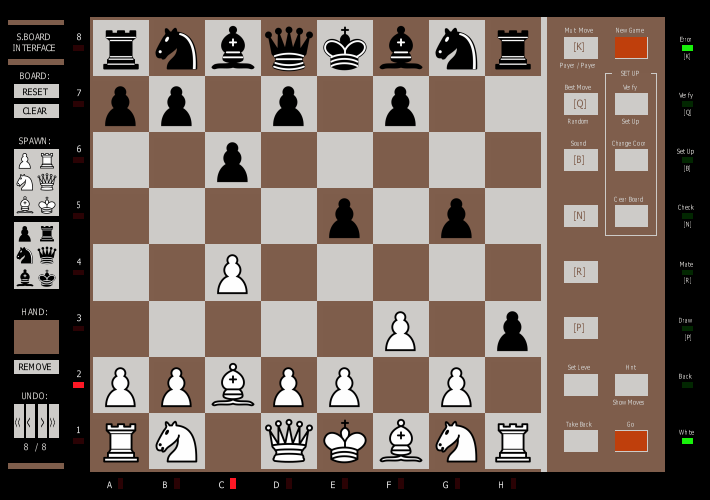 S.BOARD
INTERFACE
BOARD:
RESET
CLEAR
SPAWN:
HAND:
REMOVE
UNDO:
⟨⟨ ⟨ ⟩ ⟩⟩
8 / 8
8
7
6
5
4
3
2
1
A B C D E F G H
Mult Move
[K]
Player / Player
New Game
SET UP
Best Move
[Q]
Random
Verify
Set Up
Sound
[B]
Change Color
[N]
Clear Board
[R]
[P]
Set Level
Hint
Show Moves
Take Back
Go
Error
[K]
Verify
[Q]
Set Up
[B]
Check
[N]
Mate
[R]
Draw
[P]
Black
White